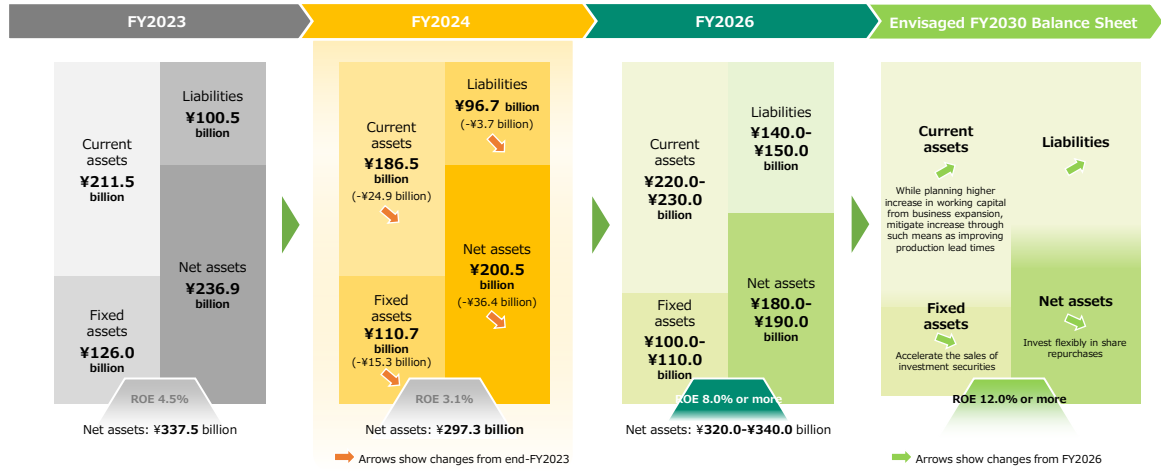 FY2023
Current
assets
¥211.5
billion
Fixed
assets
¥126.0
billion
Liabilities
¥100.5
billion
Net assets
¥236.9
billion
ROE 4.5%
Net assets: ¥337.5 billion
FY2024
Current
assets
¥186.5
billion
(-¥24.9 billion)
Fixed
assets
¥110.7
billion
(-¥15.3 billion)
Liabilities
¥96.7 billion
(-¥3.7 billion)
Net assets
¥200.5
billion
(-¥36.4 billion)
ROE 3.1%
Net assets: ¥297.3 billion
Arrows show changes from end-FY2023
FY2026
Current
assets
¥220.0-
¥230.0
billion
Fixed
assets
¥100.0-
¥110.0
billion
Liabilities
¥140.0-
¥150.0
billion
Net assets
¥180.0-
¥190.0
billion
ROE 8.0% or more
Net assets: ¥320.0-¥340.0 billion
Envisaged FY2030 Balance Sheet
Current
assets
While planning higher
increase in working capital
from business expansion,
mitigate increase through
such means as improving
production lead times
Fixed
assets
Accelerate the sales of
investment securities
Liabilities
Net assets
Invest flexibly in share
repurchases
ROE 12.0% or more
Arrows show changes from FY2026